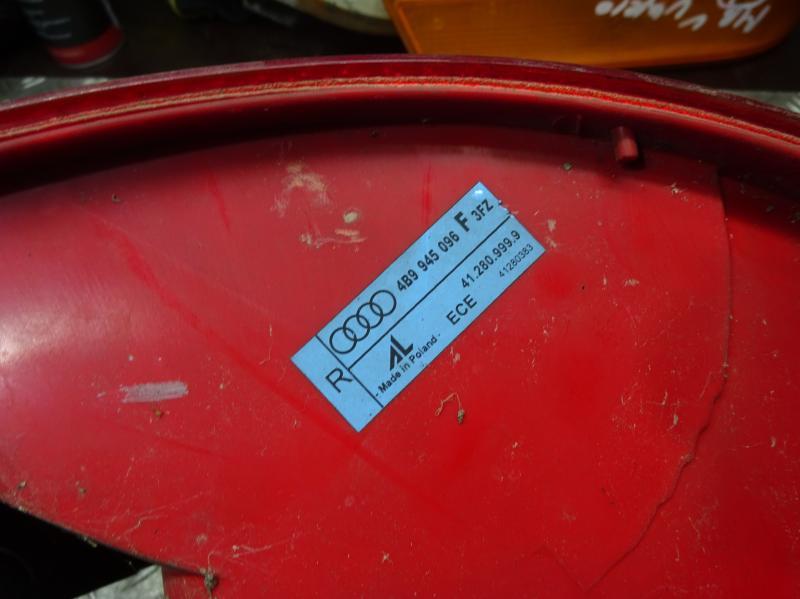 4B9 945 096 F 3FZ
41.280.999.9
41280383
R
AL
ECE
- Made in Poland -